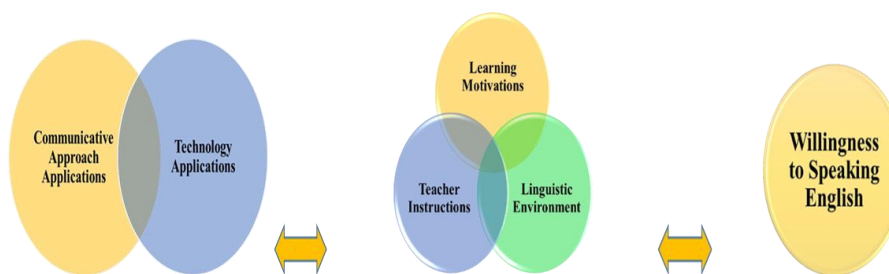 Communicative
Approach
Applications
Technology
Applications
Learning
Motivations
Teacher
Instructions
Linguistic
Environment
Willingness
to Speaking
English